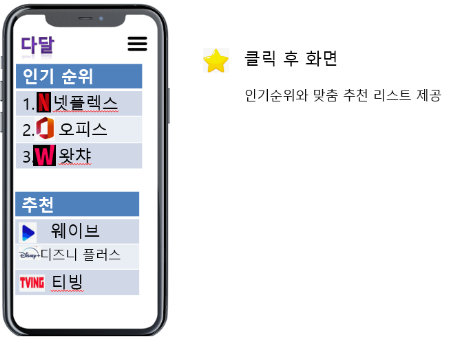 다달
인기 순위
1. N 넷플렉스
2. 오피스
3. W 왓챠
추천
웨이브
Disney+ 디즈니 플러스
TVING 티빙
클릭 후 화면
인기순위와 맞춤 추천 리스트 제공